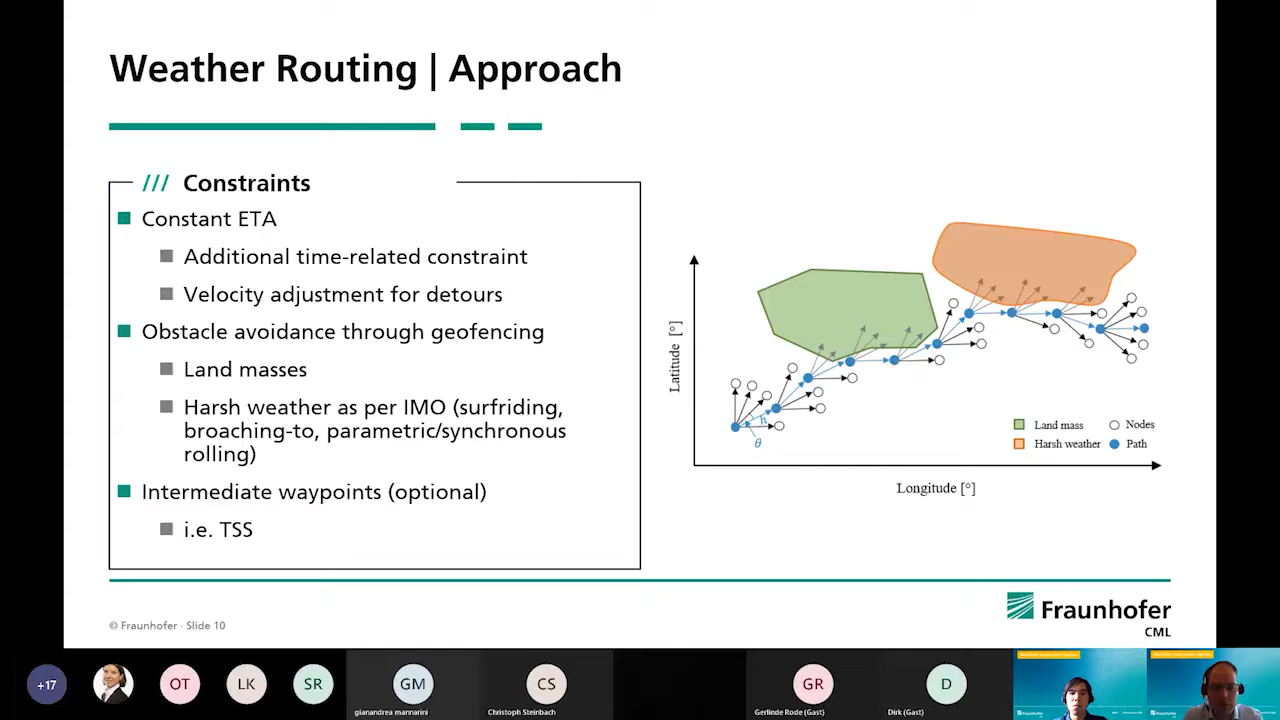 Weather Routing | Approach
/// Constraints
Constant ETA
Additional time-related constraint
Velocity adjustment for detours
Obstacle avoidance through geofencing
Land masses
Harsh weather as per IMO (surfriding,
broaching-to, parametric/synchronous
rolling)
Intermediate waypoints (optional)
i.e. TSS
Latitude [°]
h
θ
Land mass
Nodes
Harsh weather
Path
Longitude [°]
© Fraunhofer · Slide 10
Fraunhofer
CML
+17
OT
LK
SR
GM
gianandrea mannarini
CS
Christoph Steinbach
GR
Gerlinde Rode (Gast)
D
Dirk (Gast)